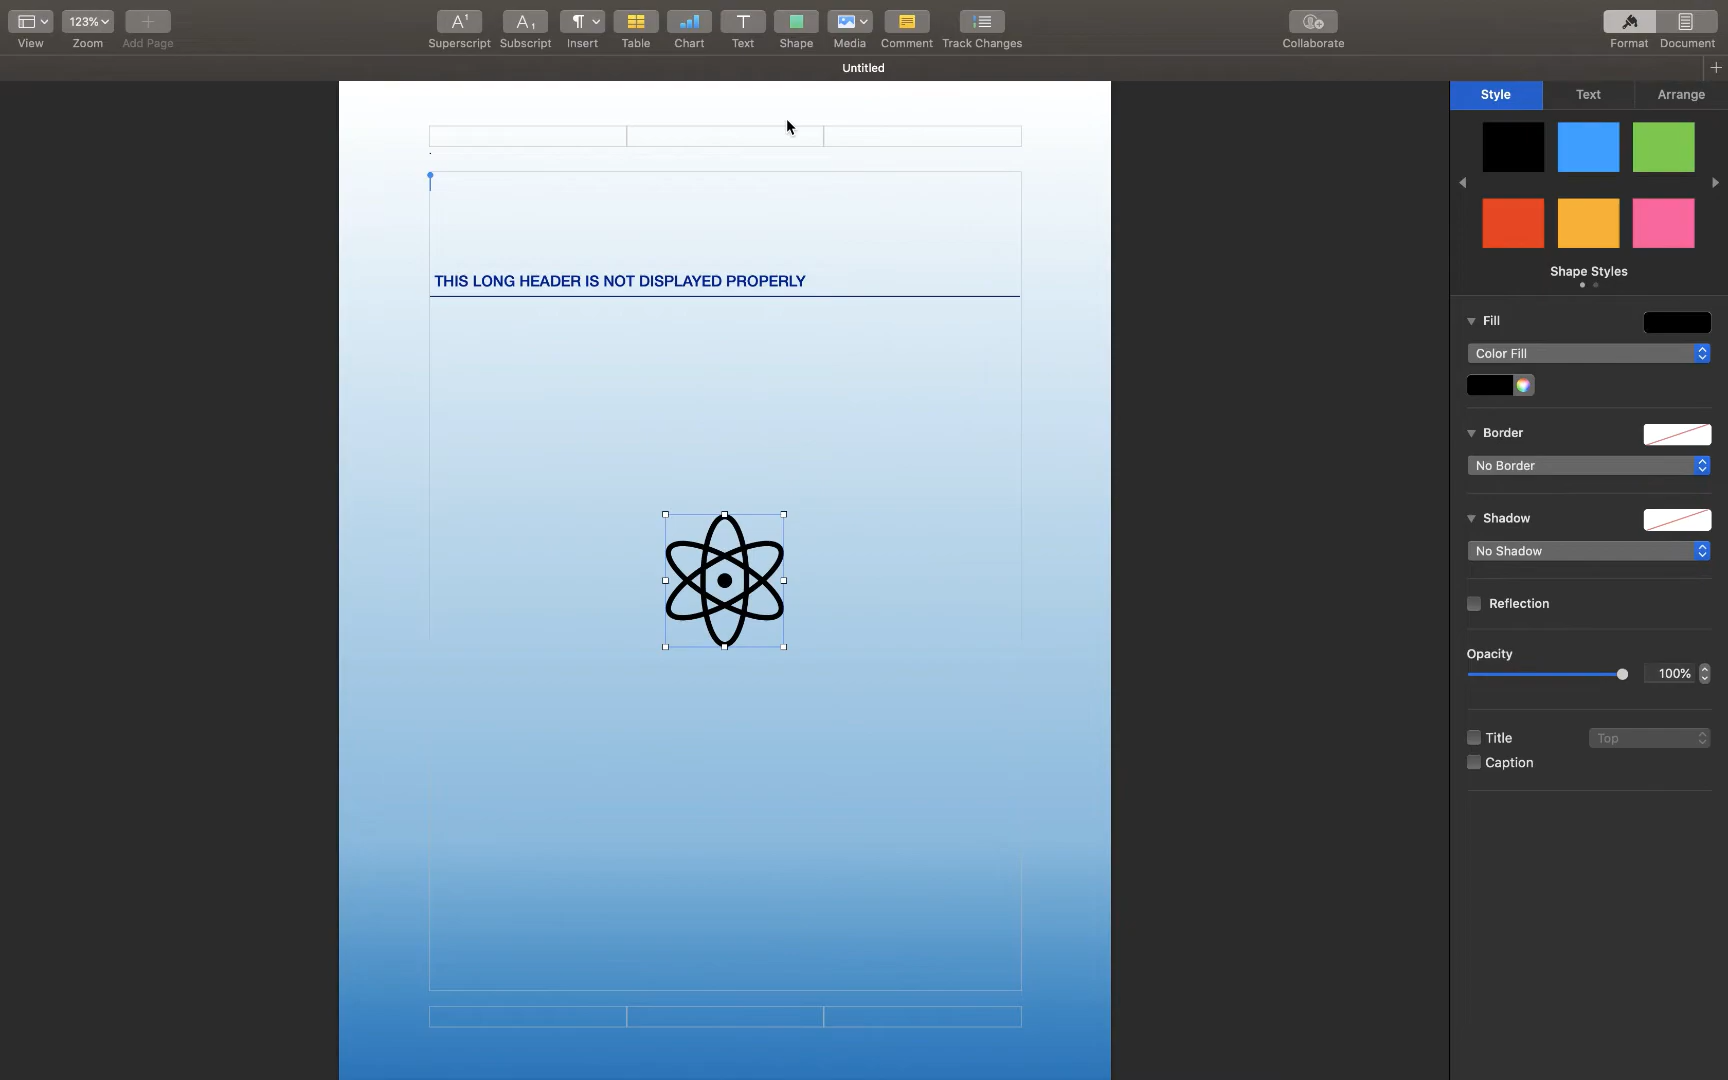 123%
View
Zoom
Add Page
Superscript
Subscript
Insert
Table
Chart
Text
Shape
Media
Comment
Track Changes
Collaborate
Format
Document
Untitled
Style
Text
Arrange
Shape Styles
Fill
Color Fill
Border
No Border
Shadow
No Shadow
Reflection
Opacity
100%
Title
Top
Caption
THIS LONG HEADER IS NOT DISPLAYED PROPERLY